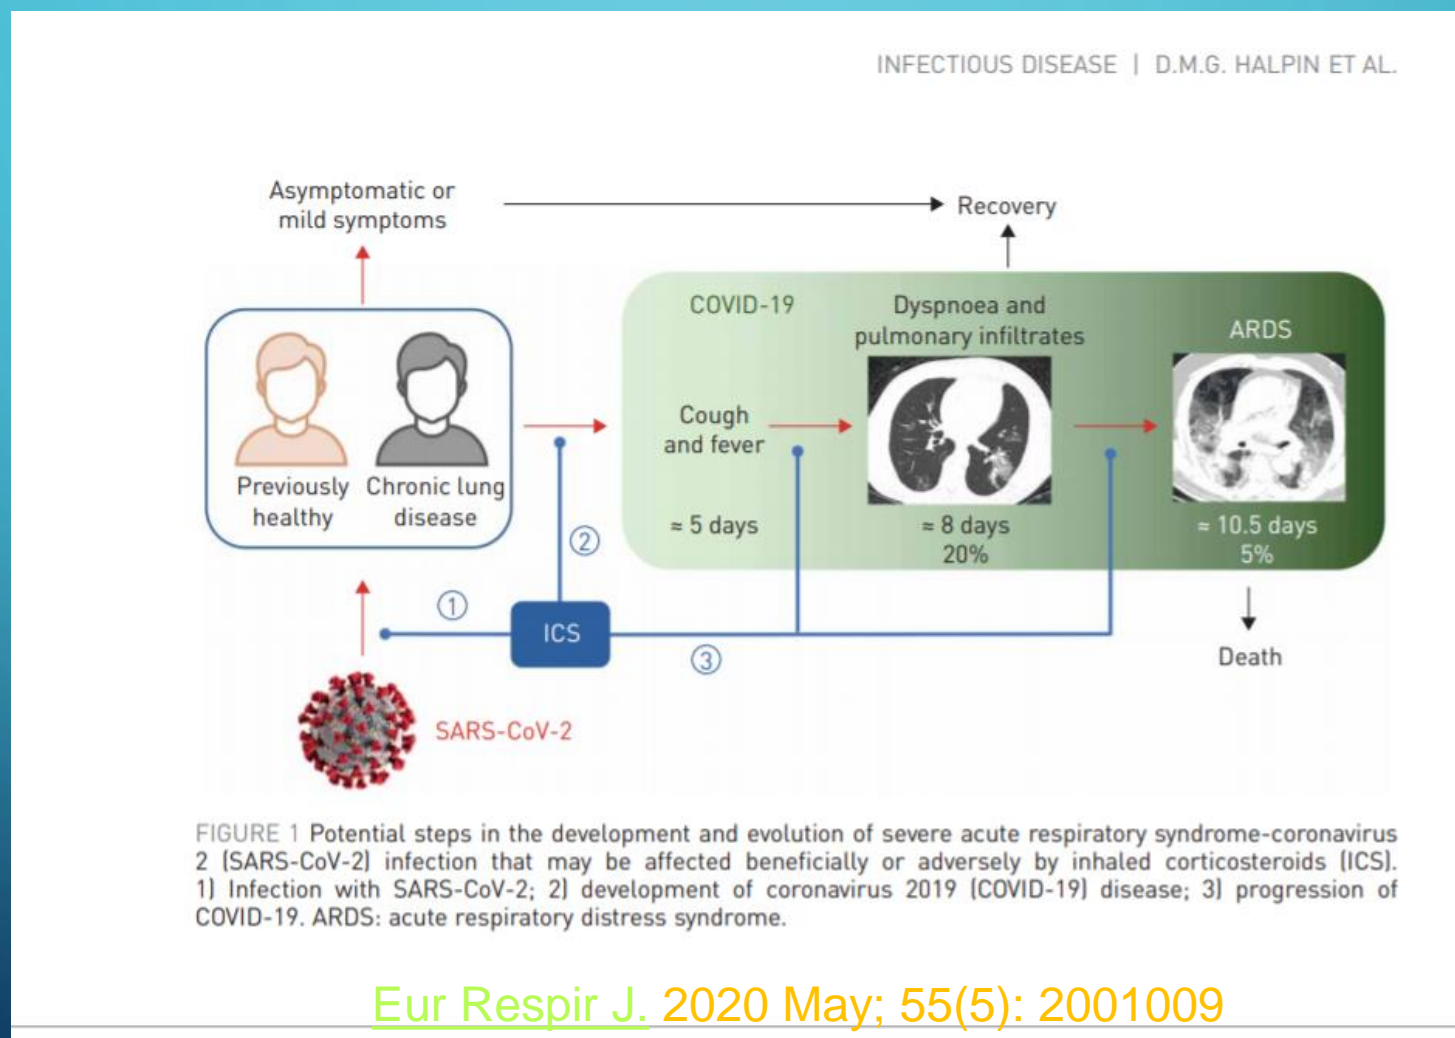 INFECTIOUS DISEASE | D.M.G. HALPIN ET AL.
Asymptomatic or
mild symptoms
Recovery
COVID-19
Dyspnoea and
pulmonary infiltrates
ARDS
Cough
and fever
Previously
healthy
Chronic lung
disease
≈ 5 days
≈ 8 days
20%
≈ 10.5 days
5%
2
1
ICS
3
Death
SARS-CoV-2
FIGURE 1 Potential steps in the development and evolution of severe acute respiratory syndrome-coronavirus
2 (SARS-CoV-2) infection that may be affected beneficially or adversely by inhaled corticosteroids (ICS).
1) Infection with SARS-CoV-2; 2) development of coronavirus 2019 (COVID-19) disease; 3) progression of
COVID-19. ARDS: acute respiratory distress syndrome.
Eur Respir J. 2020 May; 55(5): 2001009